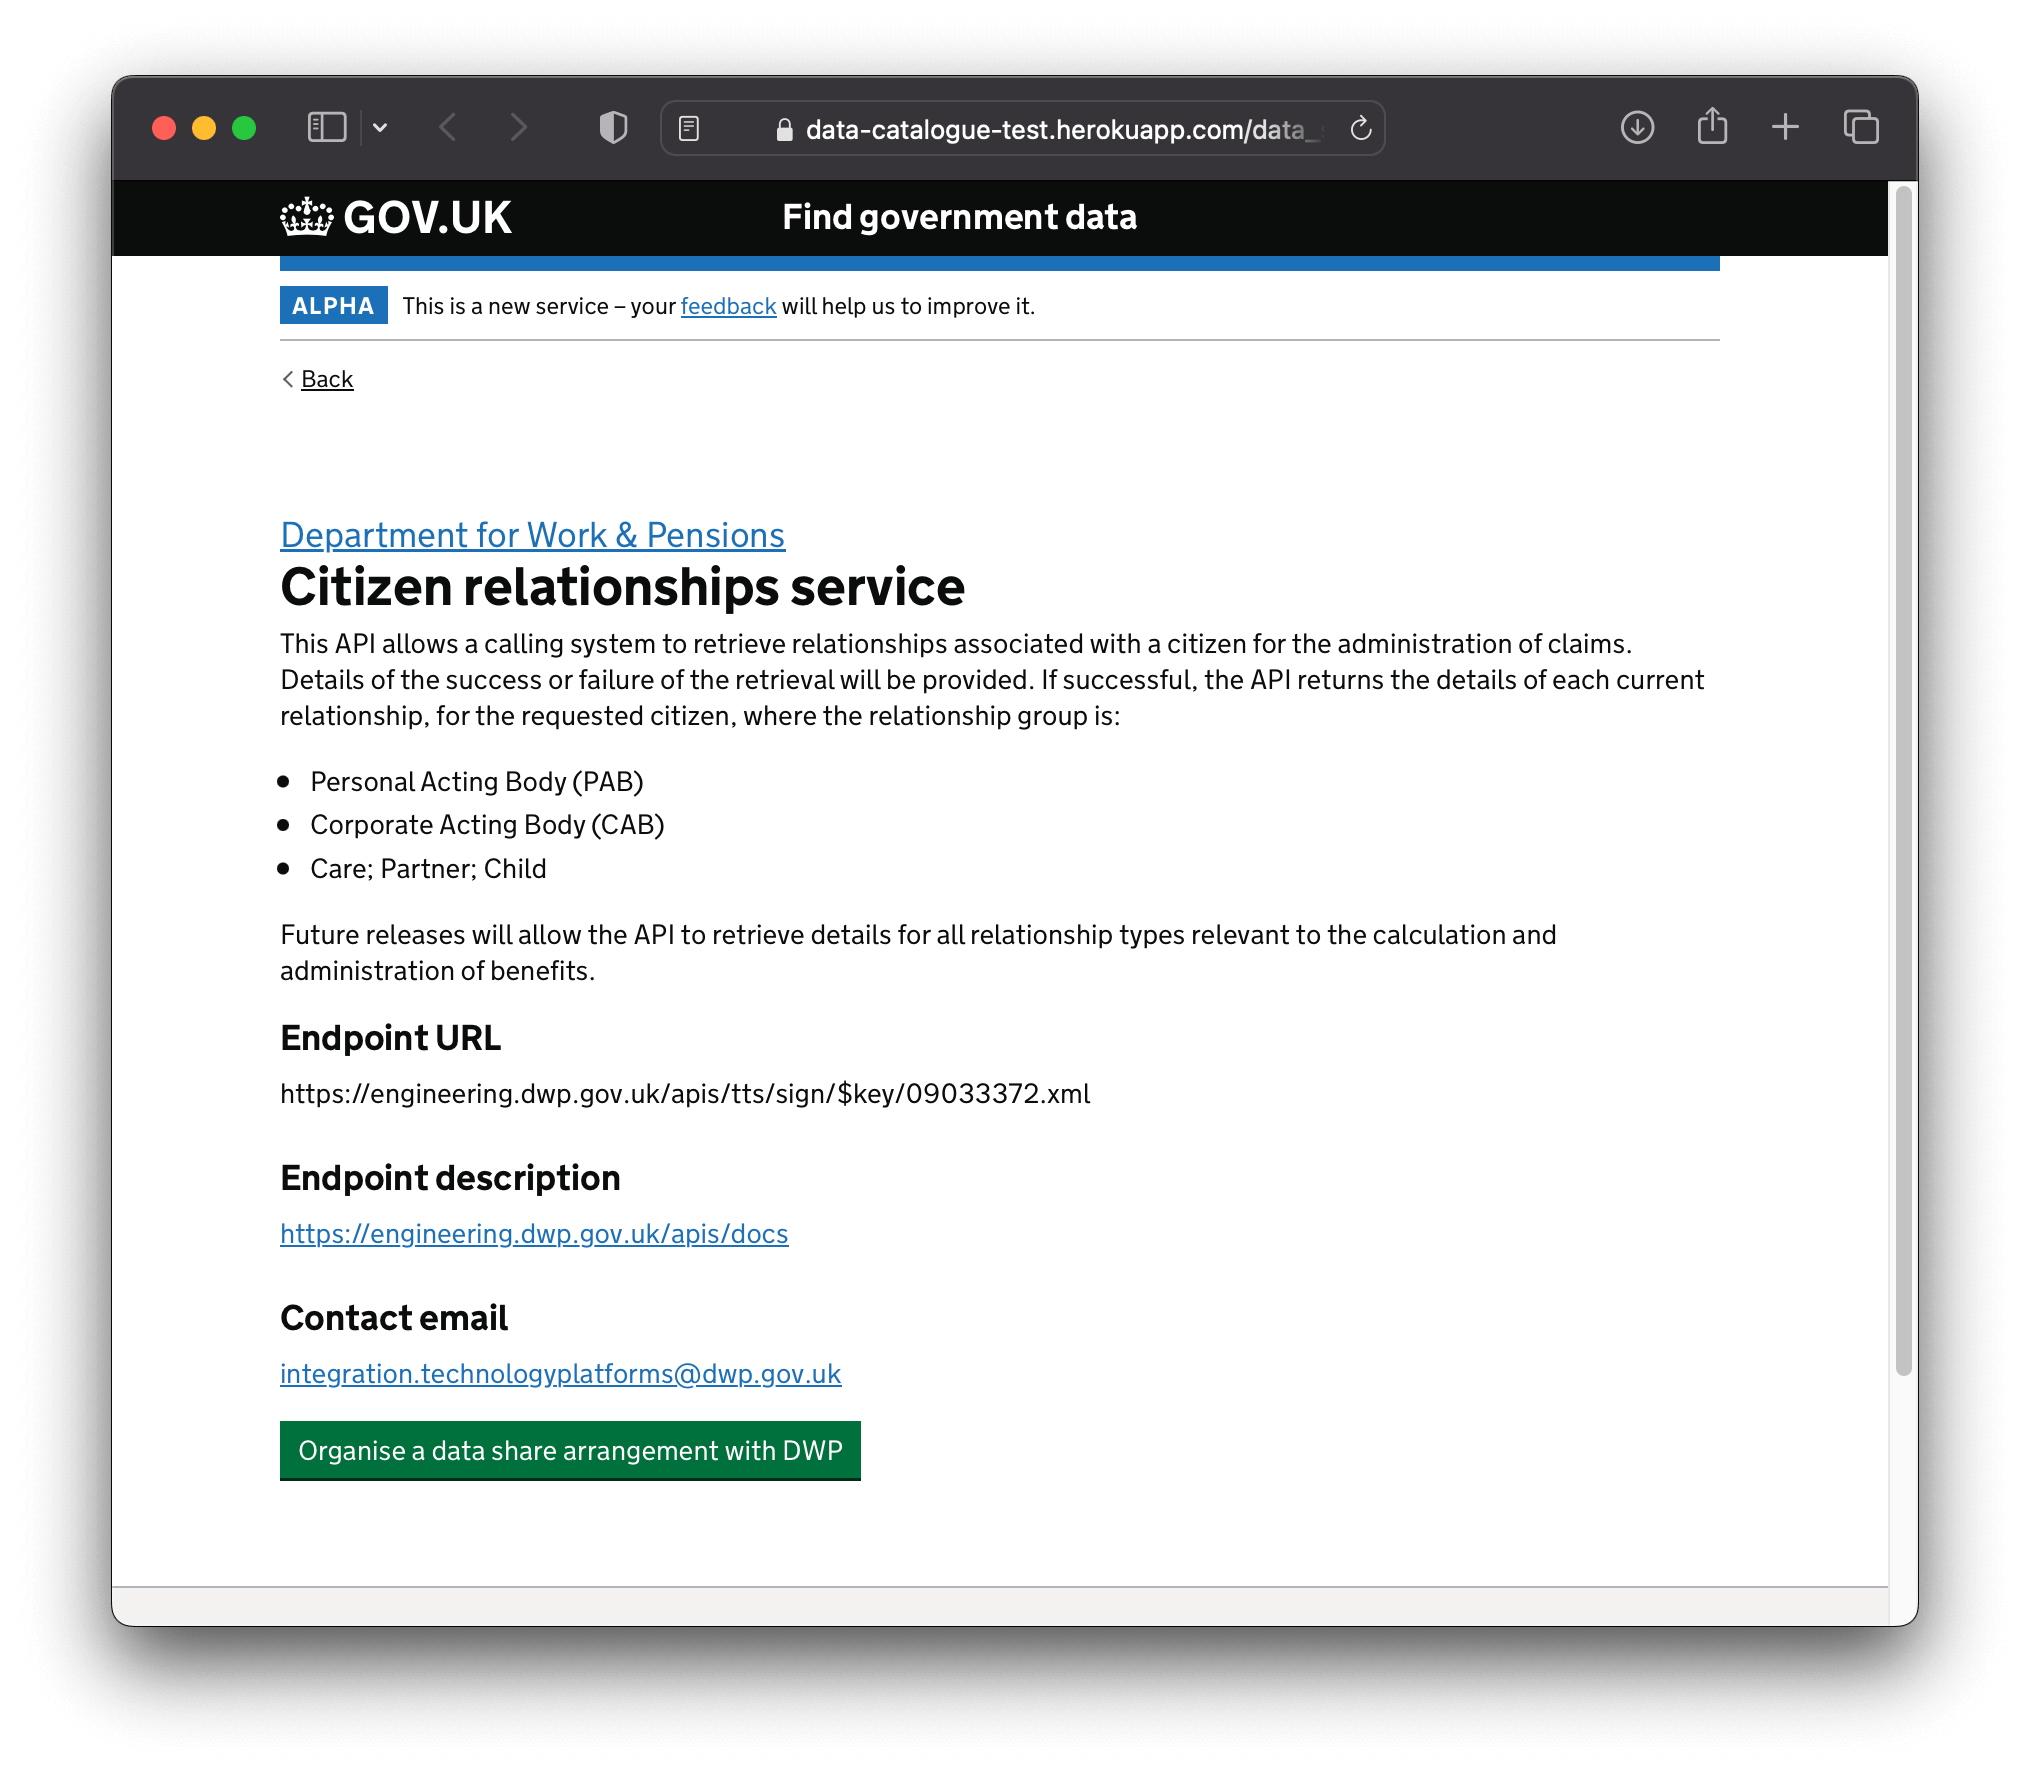 data-catalogue-test.herokuapp.com/data_
GOV.UK
Find government data
ALPHA This is a new service – your feedback will help us to improve it.
Back
Department for Work & Pensions
Citizen relationships service
This API allows a calling system to retrieve relationships associated with a citizen for the administration of claims.
Details of the success or failure of the retrieval will be provided. If successful, the API returns the details of each current
relationship, for the requested citizen, where the relationship group is:
• Personal Acting Body (PAB)
• Corporate Acting Body (CAB)
• Care; Partner; Child
Future releases will allow the API to retrieve details for all relationship types relevant to the calculation and
administration of benefits.
Endpoint URL
https://engineering.dwp.gov.uk/apis/tts/sign/$key/09033372.xml
Endpoint description
https://engineering.dwp.gov.uk/apis/docs
Contact email
integration.technologyplatforms@dwp.gov.uk
Organise a data share arrangement with DWP